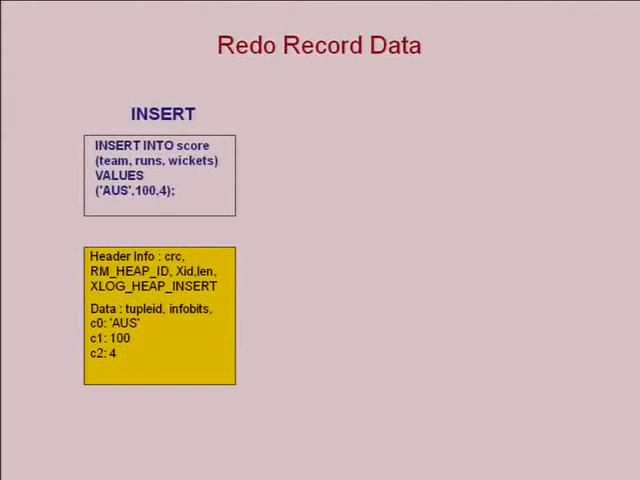 Redo Record Data
INSERT
INSERT INTO score
(team, runs, wickets)
VALUES
('AUS',100,4);
Header Info : crc,
RM_HEAP_ID, Xid,len,
XLOG_HEAP_INSERT
Data : tupleid, infobits,
c0: 'AUS'
c1: 100
c2: 4